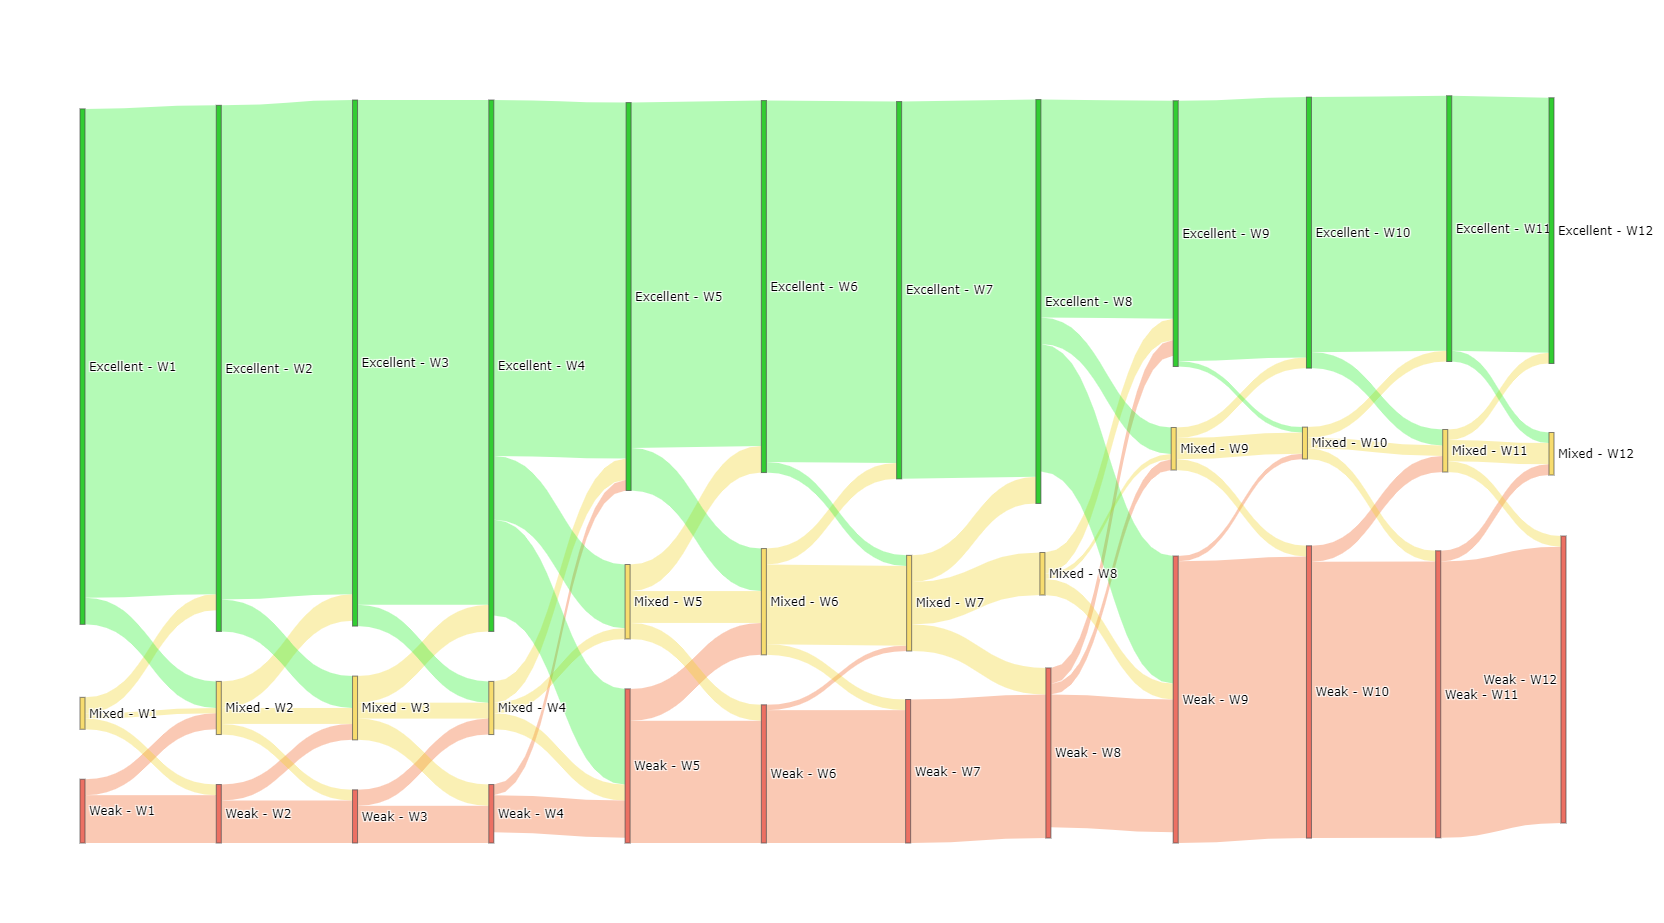 Excellent - W1
Excellent - W2
Excellent - W3
Excellent - W4
Excellent - W5
Excellent - W6
Excellent - W7
Excellent - W8
Excellent - W9
Excellent - W10
Excellent - W11
Excellent - W12
Mixed - W1
Mixed - W2
Mixed - W3
Mixed - W4
Mixed - W5
Mixed - W6
Mixed - W7
Mixed - W8
Mixed - W9
Mixed - W10
Mixed - W11
Mixed - W12
Weak - W1
Weak - W2
Weak - W3
Weak - W4
Weak - W5
Weak - W6
Weak - W7
Weak - W8
Weak - W9
Weak - W10
Weak - W11
Weak - W12